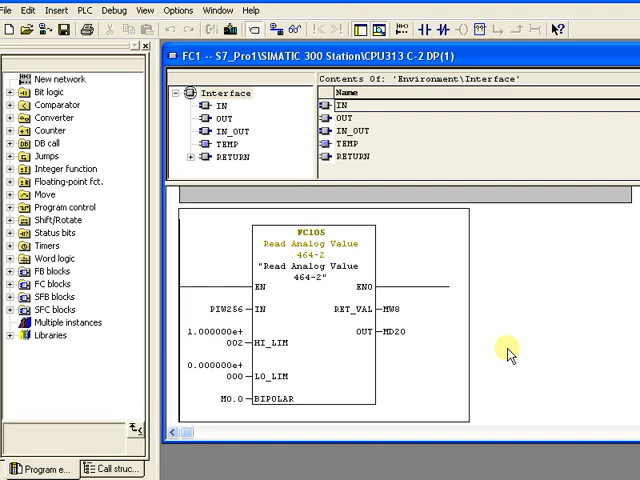 File Edit Insert PLC Debug View Options Window Help
FC1 -- S7_Pro1\SIMATIC 300 Station\CPU313 C-2 DP(1)
New network
Bit logic
Comparator
Converter
Counter
DB call
Jumps
Integer function
Floating-point fct.
Move
Program control
Shift/Rotate
Status bits
Timers
Word logic
FB blocks
FC blocks
SFB blocks
SFC blocks
Multiple instances
Libraries
Program e...
Call struc...
Interface
IN
OUT
IN_OUT
TEMP
RETURN
Contents Of: 'Environment\Interface'
Name
IN
OUT
IN_OUT
TEMP
RETURN
FC105
Read Analog Value
464-2
"Read Analog Value
464-2"
EN ENO
PIW256 IN RET_VAL MW8
1.000000e+ OUT MD20
002 HI_LIM
0.000000e+
000 LO_LIM
M0.0 BIPOLAR